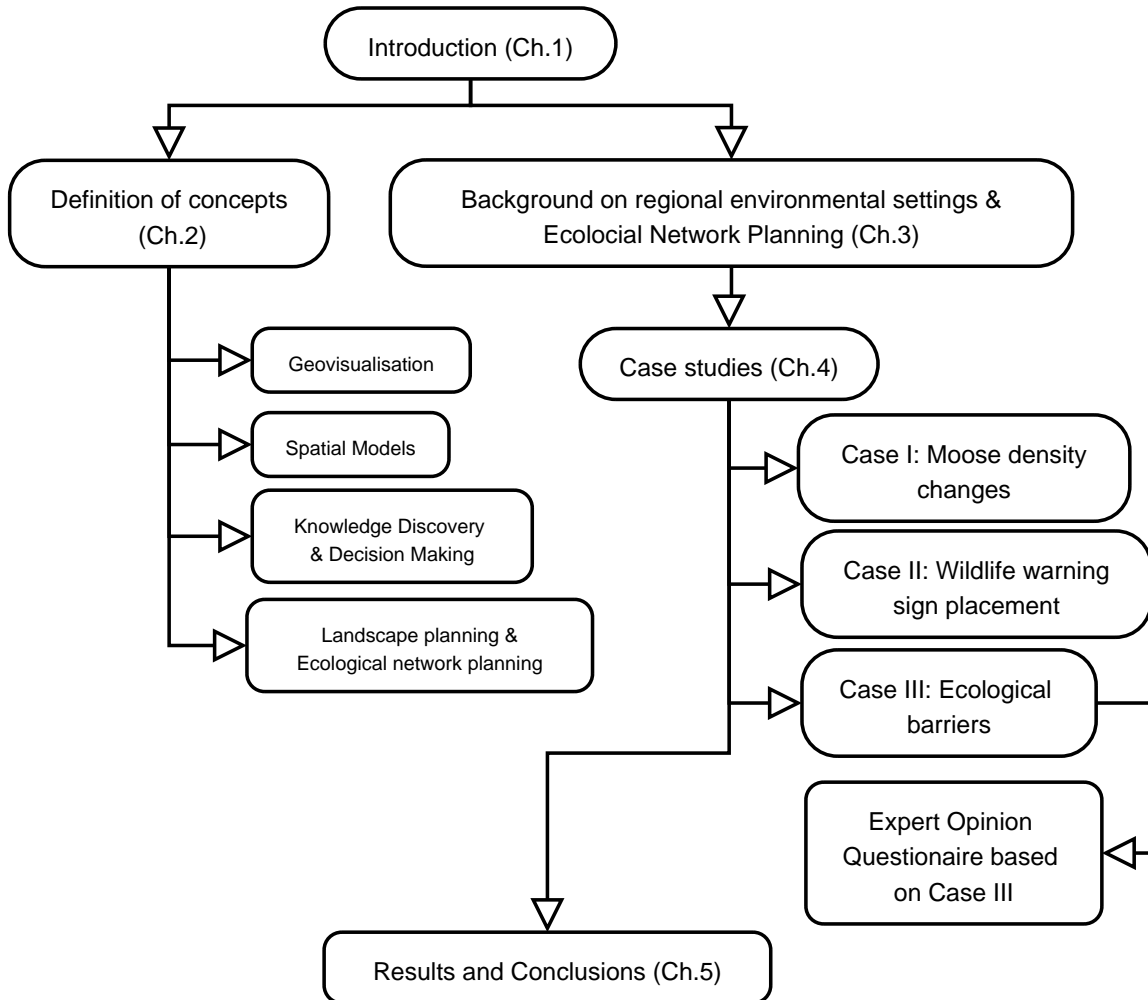 Introduction (Ch.1)
Definition of concepts
(Ch.2)
Background on regional environmental settings &
Ecolocial Network Planning (Ch.3)
Geovisualisation
Spatial Models
Knowledge Discovery
& Decision Making
Landscape planning &
Ecological network planning
Case studies (Ch.4)
Case I: Moose density
changes
Case II: Wildlife warning
sign placement
Case III: Ecological
barriers
Expert Opinion
Questionaire based
on Case III
Results and Conclusions (Ch.5)